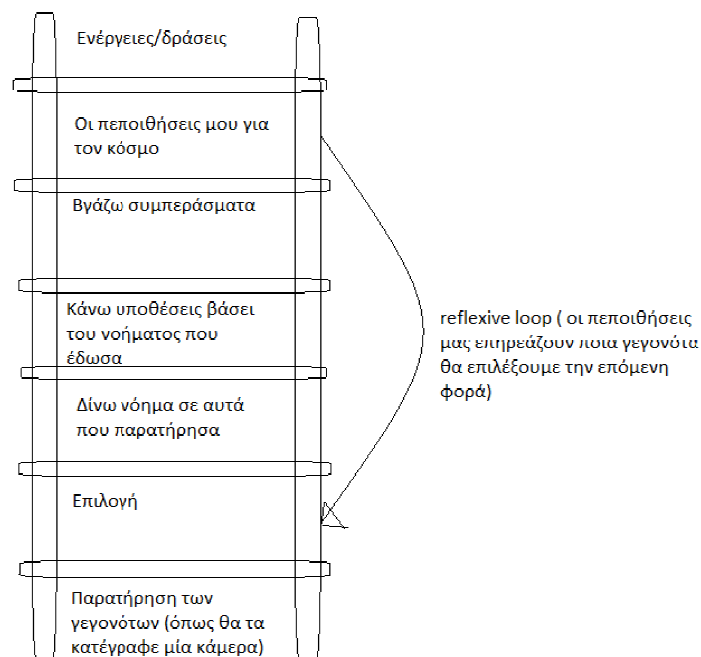 Ενέργειες/δράσεις
Οι πεποιθήσεις μου για
τον κόσμο
Βγάζω συμπεράσματα
Κάνω υποθέσεις βάσει
του νοήματος που
έδωσα
Δίνω νόημα σε αυτά
που παρατήρησα
Επιλογή
Παρατήρηση των
γεγονότων (όπως θα τα
κατέγραφε μία κάμερα)
reflexive loop ( οι πεποιθήσεις
μας επηρεάζουν ποια γεγονότα
θα επιλέξουμε την επόμενη
φορά)